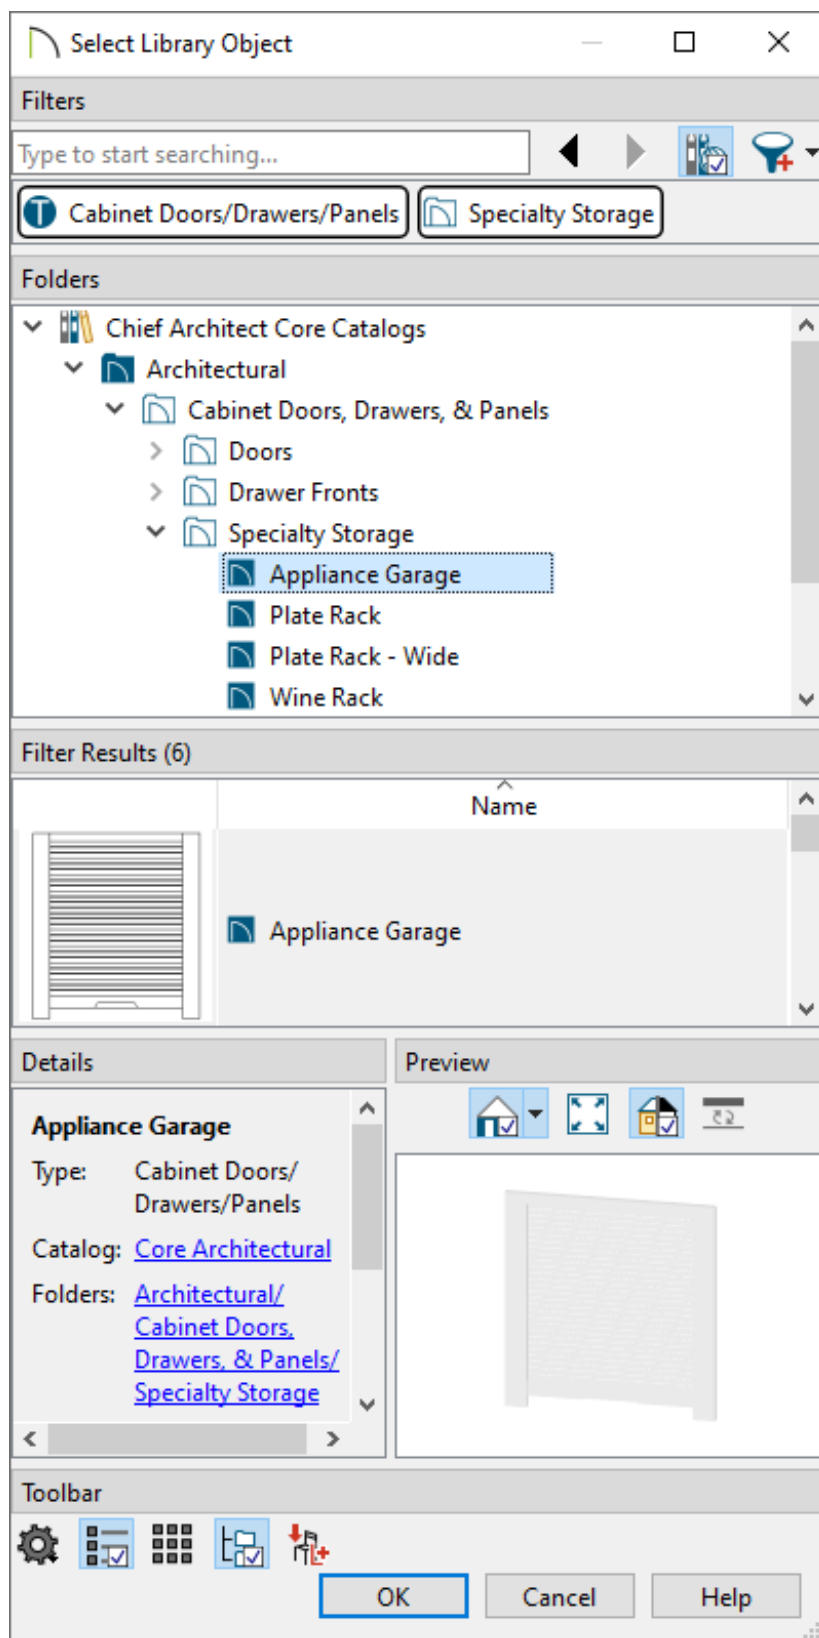 Select Library Object
Filters
Type to start searching...
Cabinet Doors/Drawers/Panels
Specialty Storage
Folders
Chief Architect Core Catalogs
Architectural
Cabinet Doors, Drawers, & Panels
Doors
Drawer Fronts
Specialty Storage
Appliance Garage
Plate Rack
Plate Rack - Wide
Wine Rack
Filter Results (6)
Name
Appliance Garage
Details
Appliance Garage
Type: Cabinet Doors/
Drawers/Panels
Catalog: Core Architectural
Folders: Architectural/
Cabinet Doors,
Drawers, & Panels/
Specialty Storage
Preview
Toolbar
OK
Cancel
Help